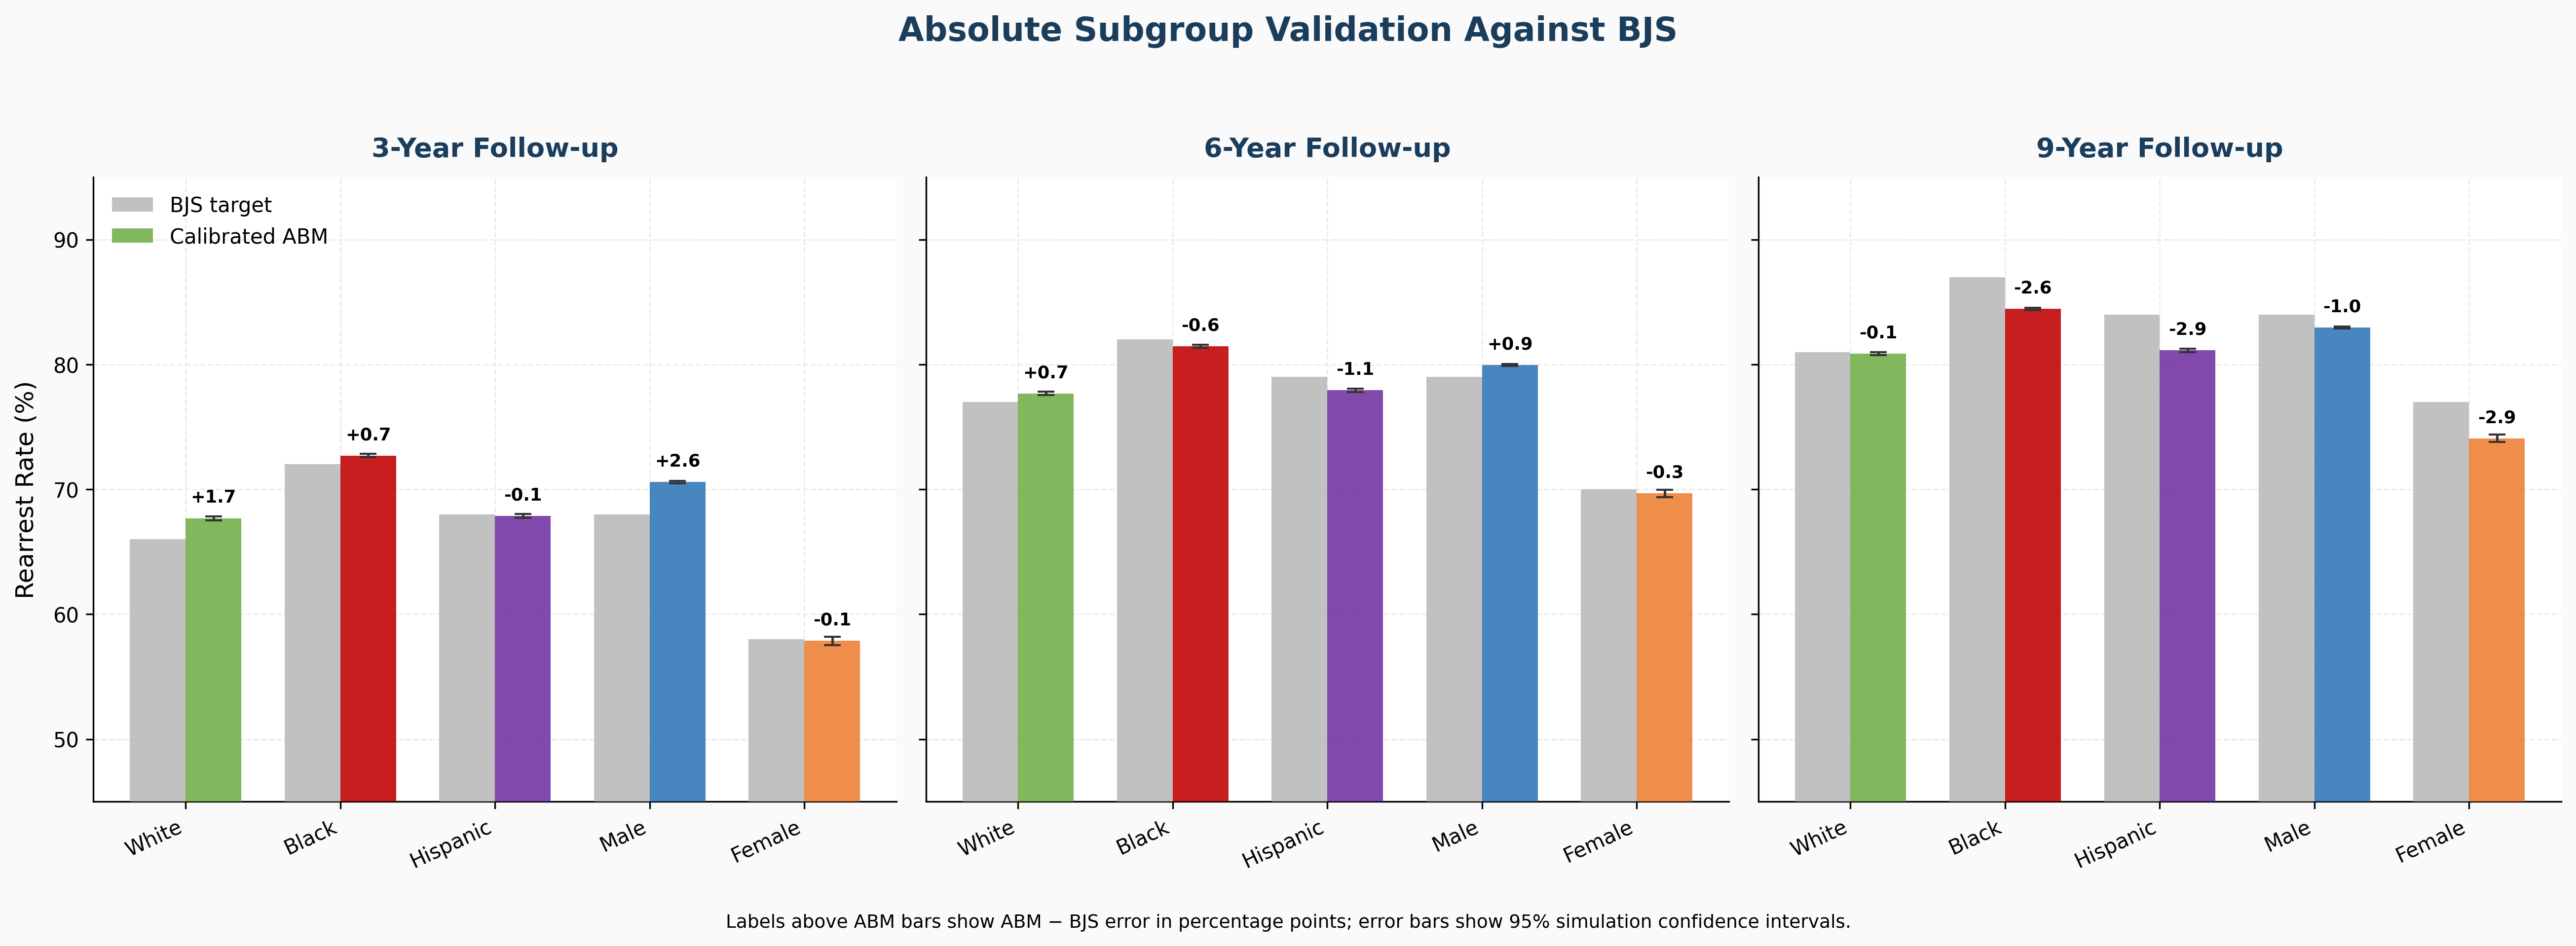 Absolute Subgroup Validation Against BJS
3-Year Follow-up
BJS target
Calibrated ABM
Rearrest Rate (%)
90
80
70
60
50
+1.7
+0.7
-0.1
+2.6
-0.1
White
Black
Hispanic
Male
Female
6-Year Follow-up
+0.7
-0.6
-1.1
+0.9
-0.3
White
Black
Hispanic
Male
Female
9-Year Follow-up
-0.1
-2.6
-2.9
-1.0
-2.9
White
Black
Hispanic
Male
Female
Labels above ABM bars show ABM − BJS error in percentage points; error bars show 95% simulation confidence intervals.